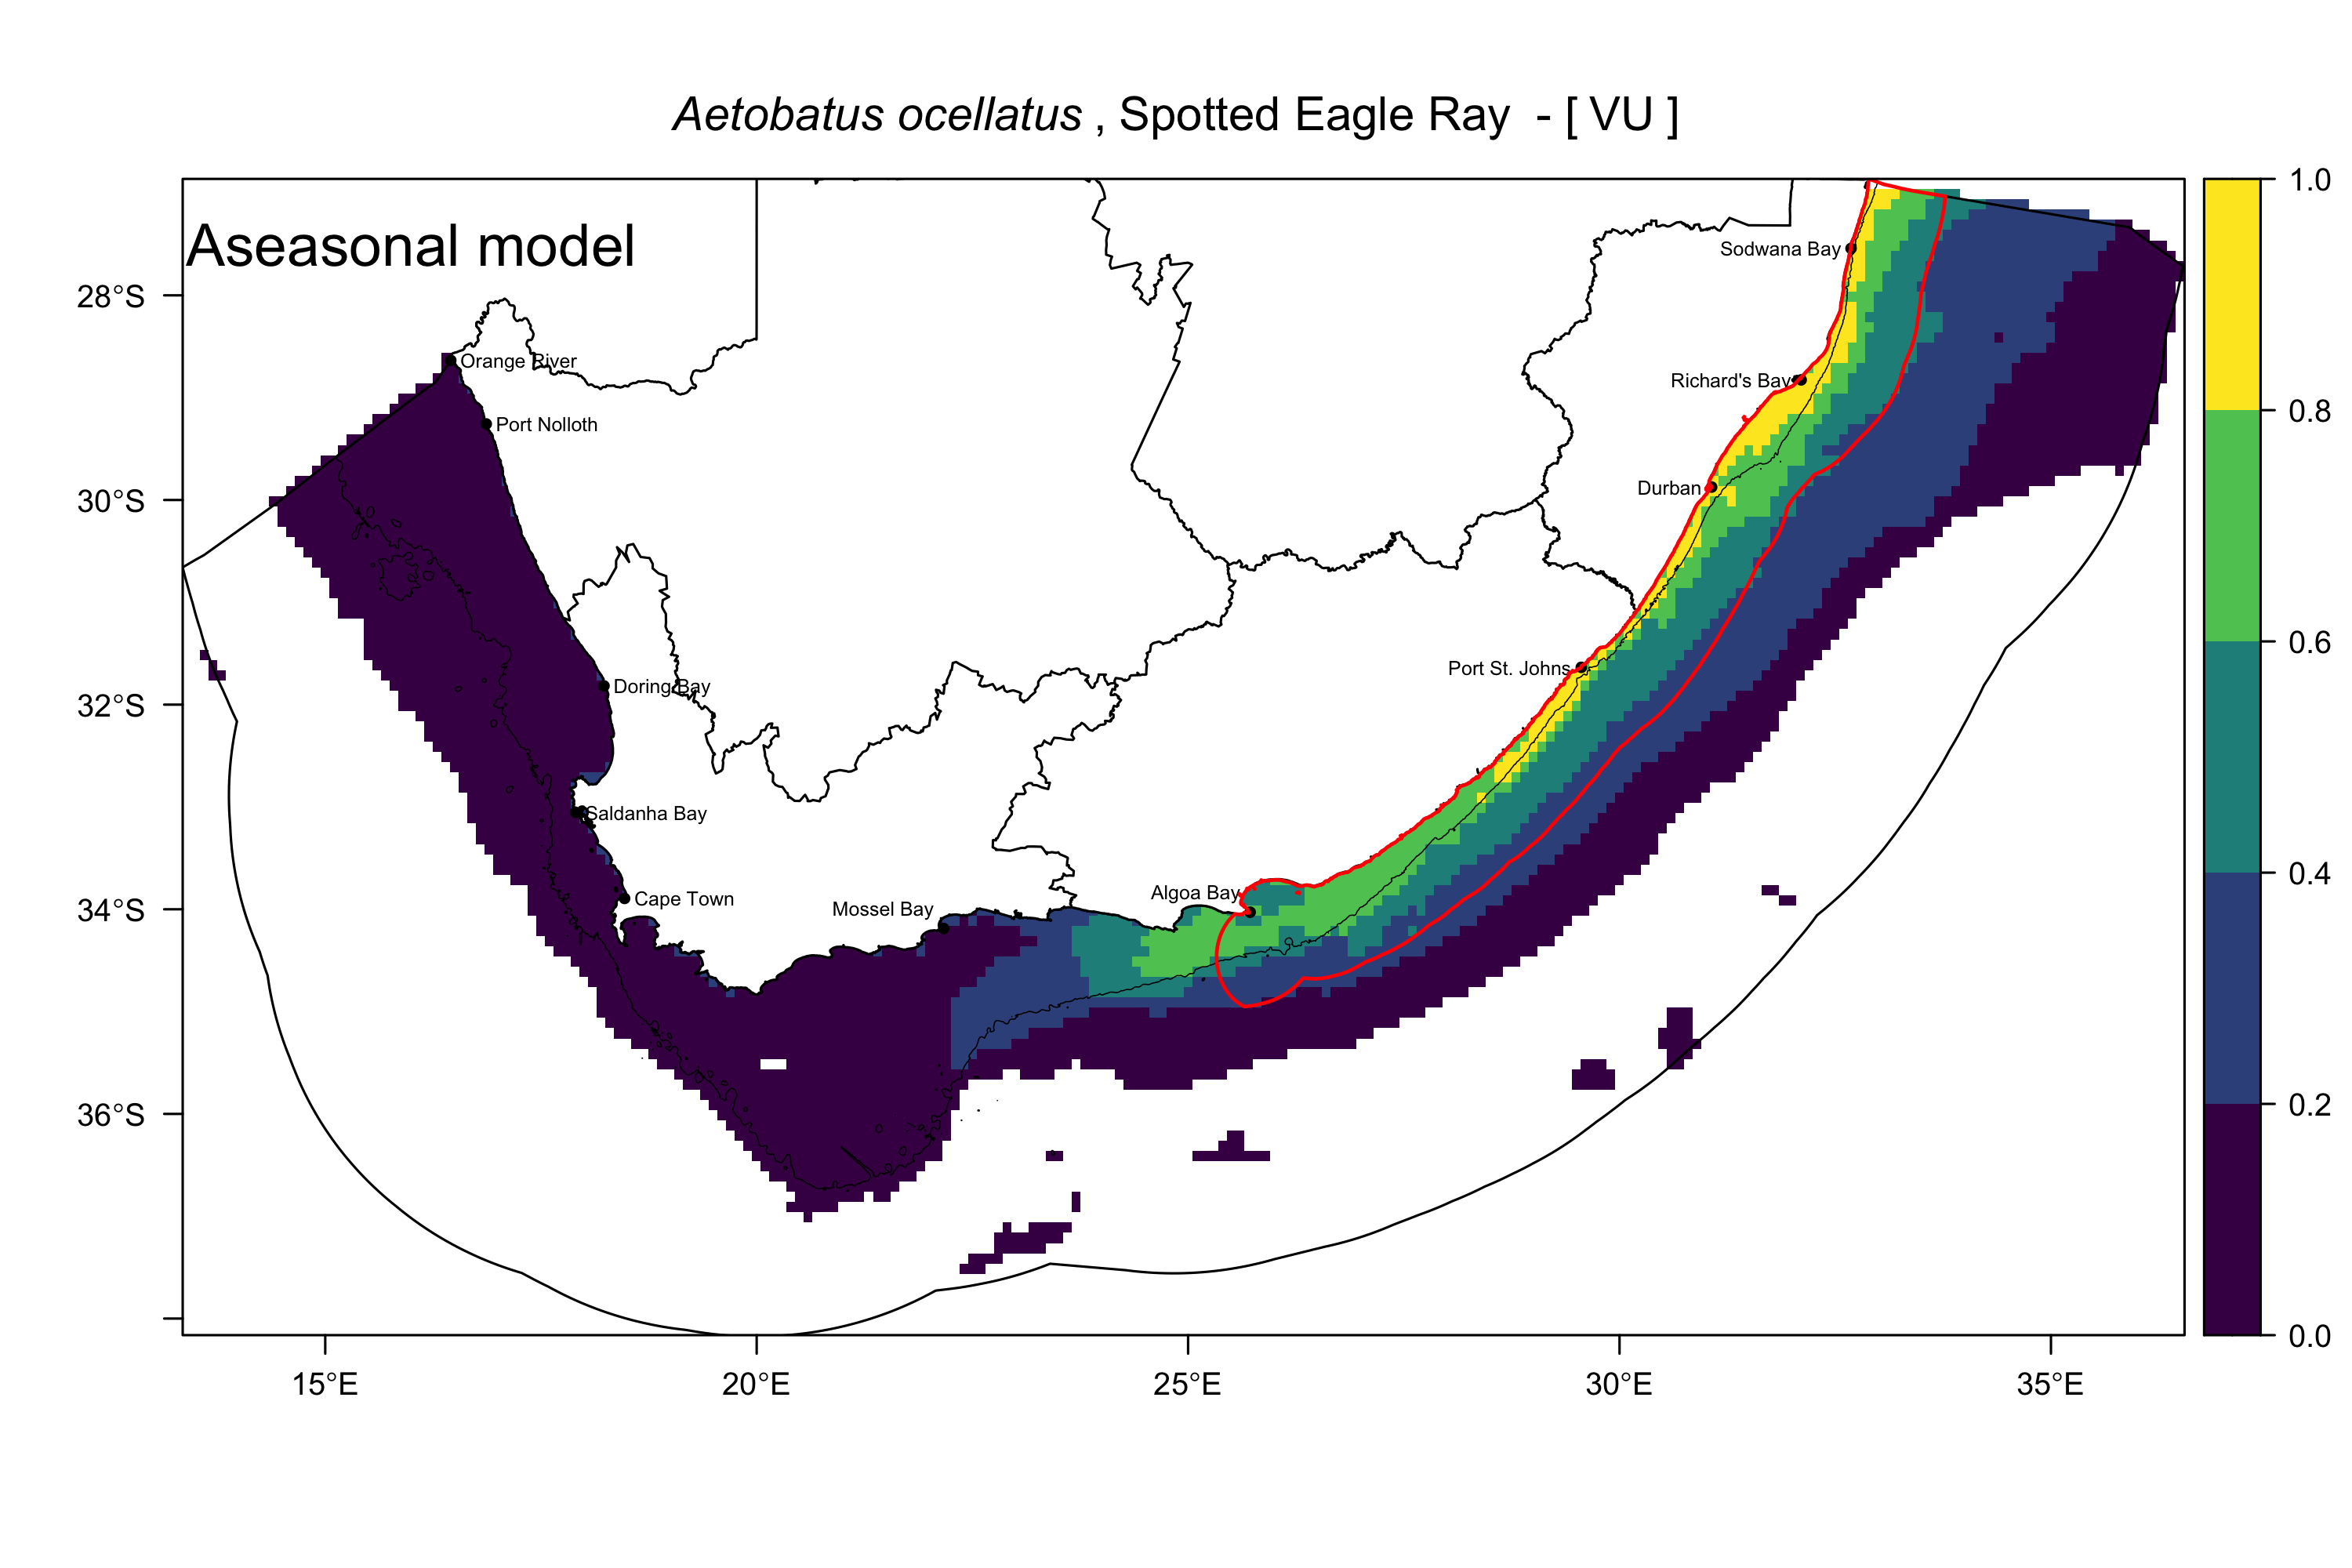 Aetobatus ocellatus , Spotted Eagle Ray - [ VU ]
Aseasonal model
1.0
Sodwana Bay
28°S
Orange River
Richard's Bay
0.8
Port Nolloth
Durban
30°S
0.6
Port St. Johns
Doring Bay
32°S
Saldanha Bay
0.4
Algoa Bay
Cape Town
Mossel Bay
34°S
0.2
36°S
0.0
15°E
20°E
25°E
30°E
35°E